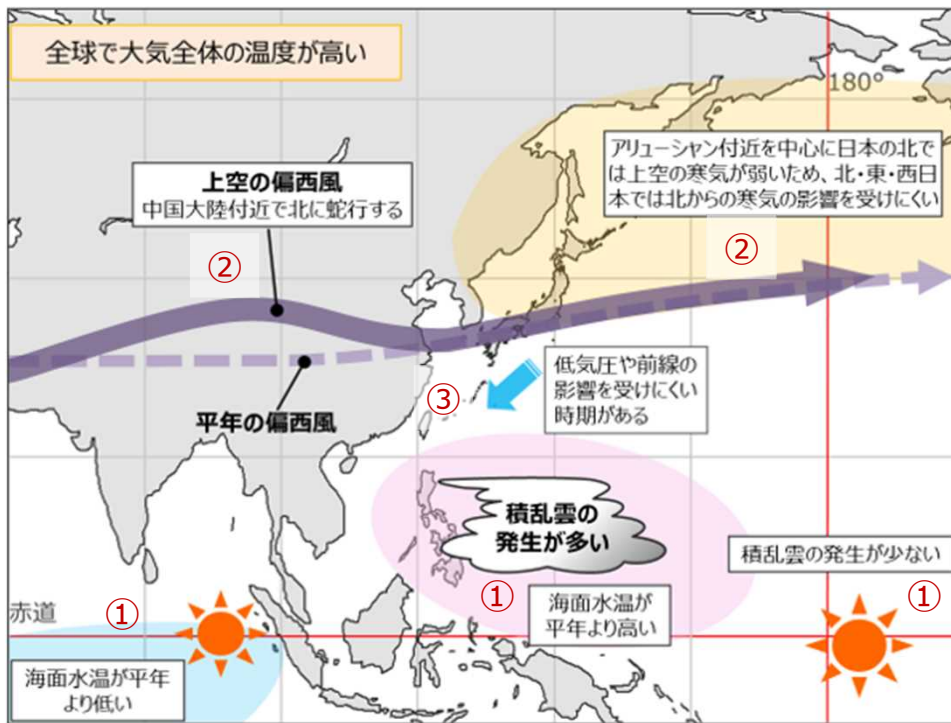 全球で大気全体の温度が高い
180°
アリューシャン付近を中心に日本の北で
は上空の寒気が弱いため、北・東・西日
本では北からの寒気の影響を受けにくい
上空の偏西風
中国大陸付近で北に蛇行する
②
②
低気圧や前線の
影響を受けにくい
時期がある
③
平年の偏西風
積乱雲の
発生が多い
積乱雲の発生が少ない
①
①
①
赤道
海面水温が
平年より高い
海面水温が平年
より低い